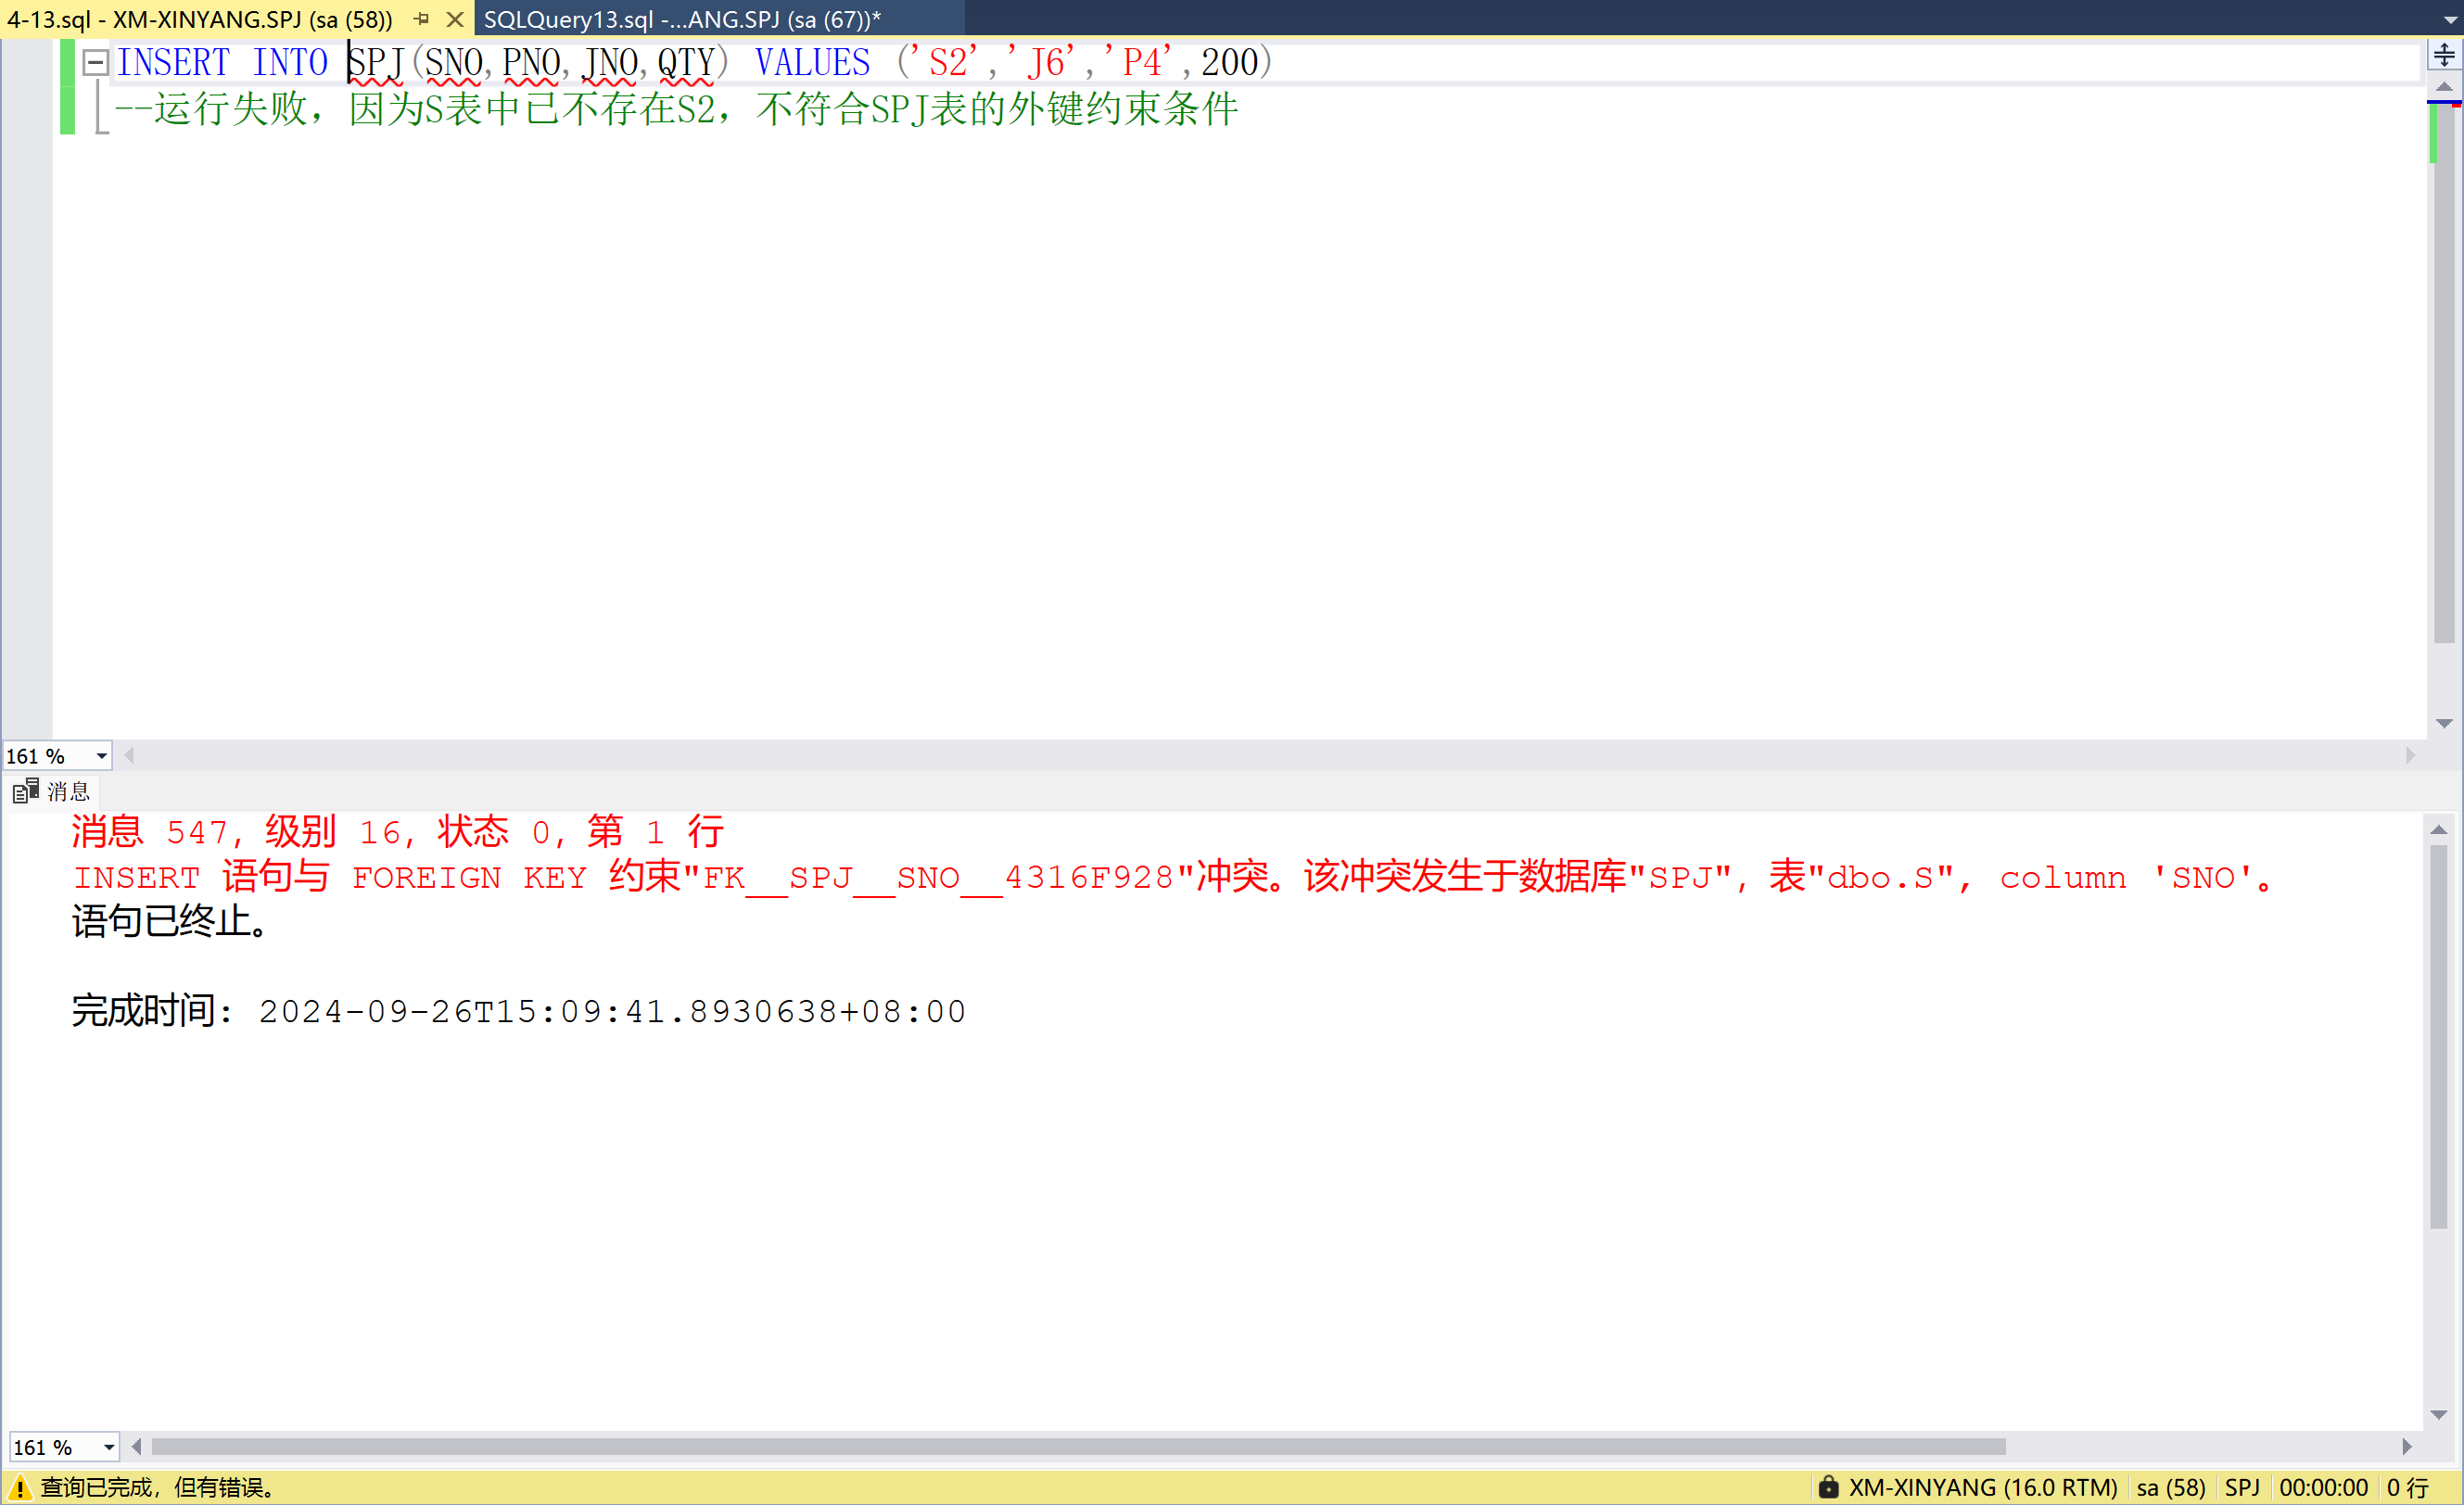 4-13.sql - XM-XINYANG.SPJ (sa (58))
SQLQuery13.sql -...ANG.SPJ (sa (67))*
INSERT INTO SPJ(SNO,PNO,JNO,QTY) VALUES ('S2','J6','P4',200)
--运行失败，因为S表中已不存在S2，不符合SPJ表的外键约束条件
161 %
消息
消息 547，级别 16，状态 0，第 1 行
INSERT 语句与 FOREIGN KEY 约束"FK__SPJ__SNO__4316F928"冲突。该冲突发生于数据库"SPJ"，表"dbo.S", column 'SNO'。
语句已终止。
完成时间: 2024-09-26T15:09:41.8930638+08:00
161 %
查询已完成，但有错误。
XM-XINYANG (16.0 RTM)
sa (58)
SPJ
00:00:00
0 行